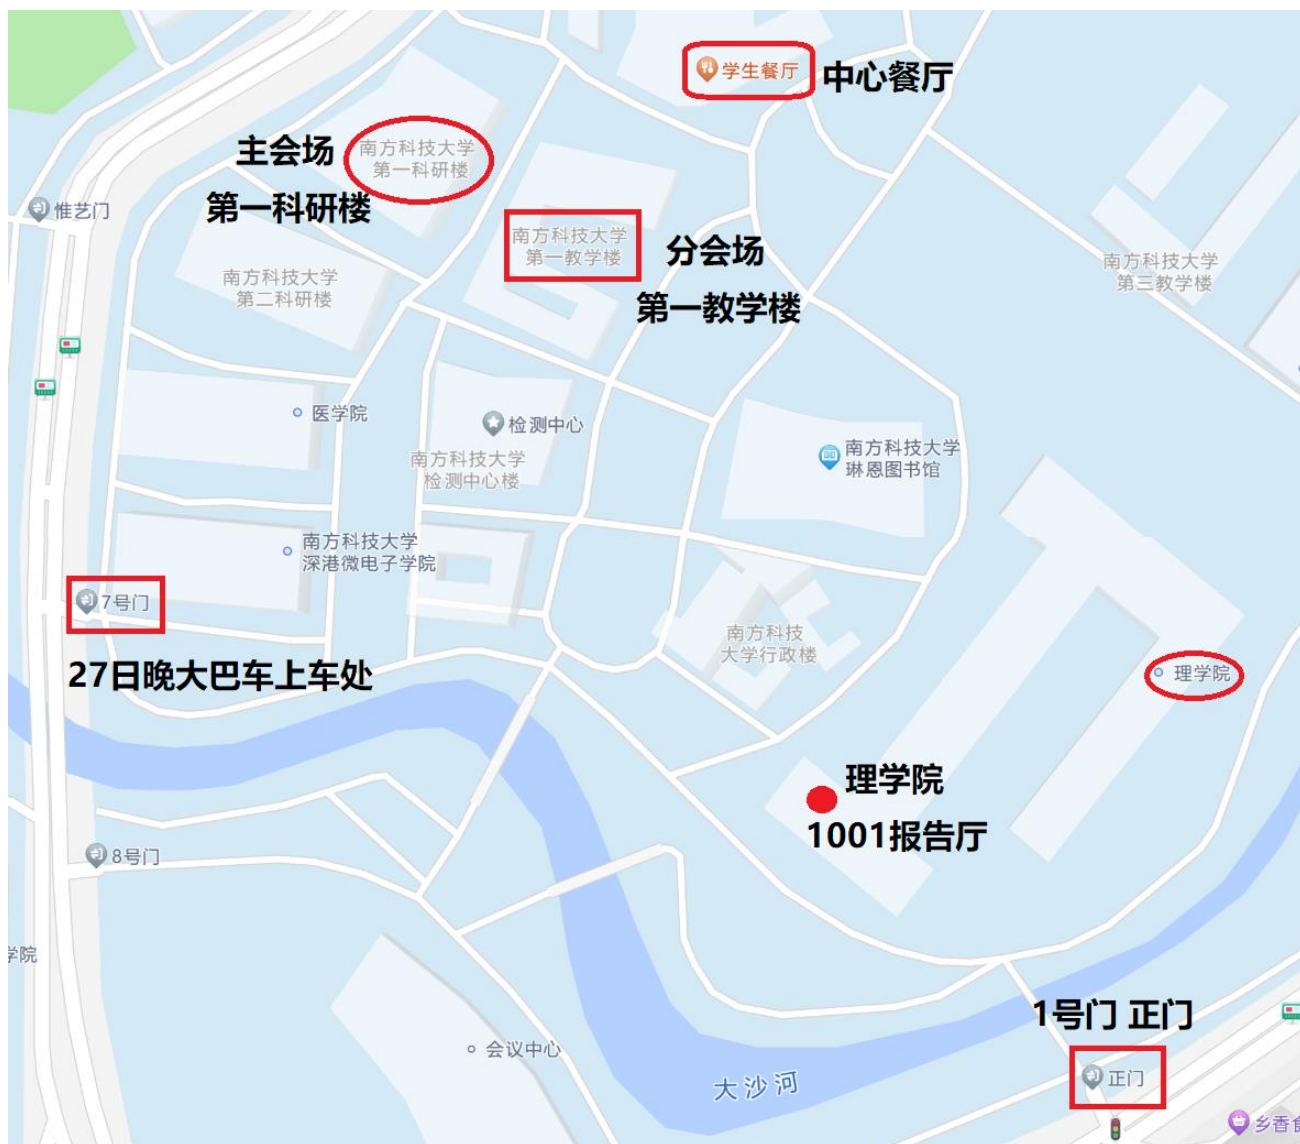 学生餐厅
中心餐厅
主会场
南方科技大学
第一科研楼
第一科研楼
惟艺门
南方科技大学
第一教学楼
分会场
第一教学楼
南方科技大学
第二科研楼
南方科技大学
第三教学楼
医学院
检测中心
南方科技大学
检测中心楼
南方科技大学
琳恩图书馆
南方科技大学
深港微电子学院
7号门
27日晚大巴车上车处
南方科技
大学行政楼
理学院
理学院
1001报告厅
8号门
学院
1号门 正门
会议中心
正门
大沙河
乡香食